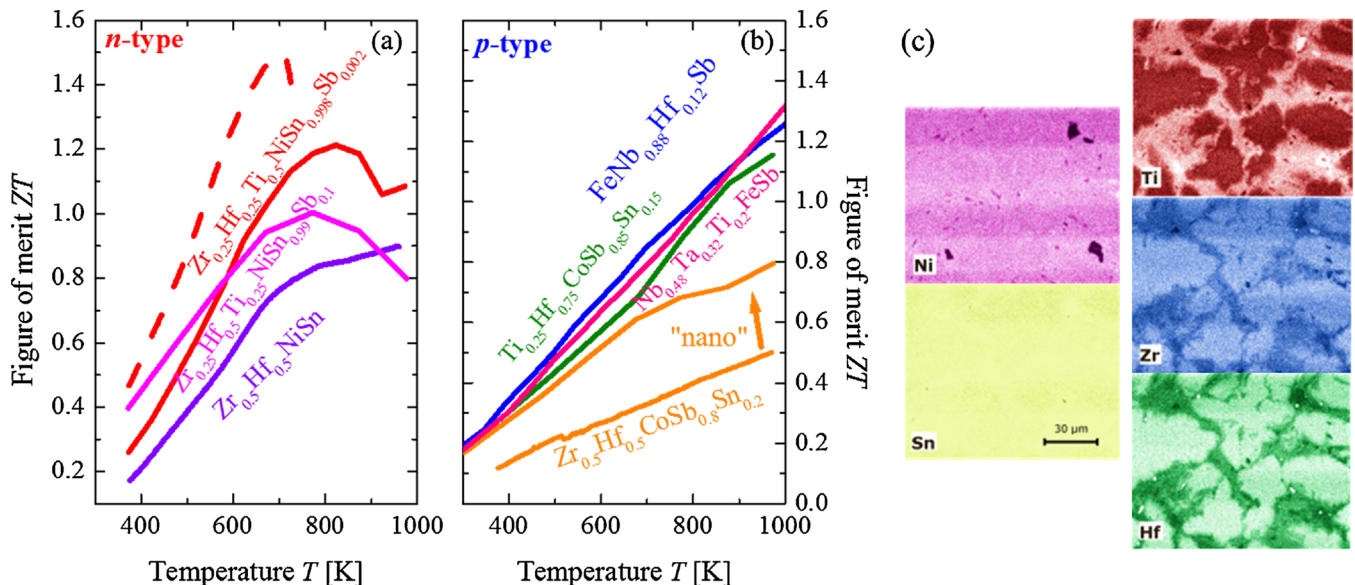 n-type
(a)
Zr0.25Hf0.25Ti0.5NiSn0.998Sb0.002
Zr0.25Hf0.5Ti0.25NiSn0.99Sb0.1
Zr0.5Hf0.5NiSn
1.6
1.4
1.2
1.0
0.8
0.6
0.4
0.2
Figure of merit ZT
400 600 800 1000
Temperature T [K]
p-type
(b)
FeNb0.88Hf0.12Sb
Ti0.25Hf0.75CoSb0.85Sn0.15
Nb0.48Ta0.32Ti0.2FeSb
"nano"
Zr0.5Hf0.5CoSb0.8Sn0.2
1.6
1.4
1.2
1.0
0.8
0.6
0.4
0.2
0.0
Figure of merit ZT
400 600 800 1000
Temperature T [K]
(c)
Ni
Sn
30 µm
Ti
Zr
Hf